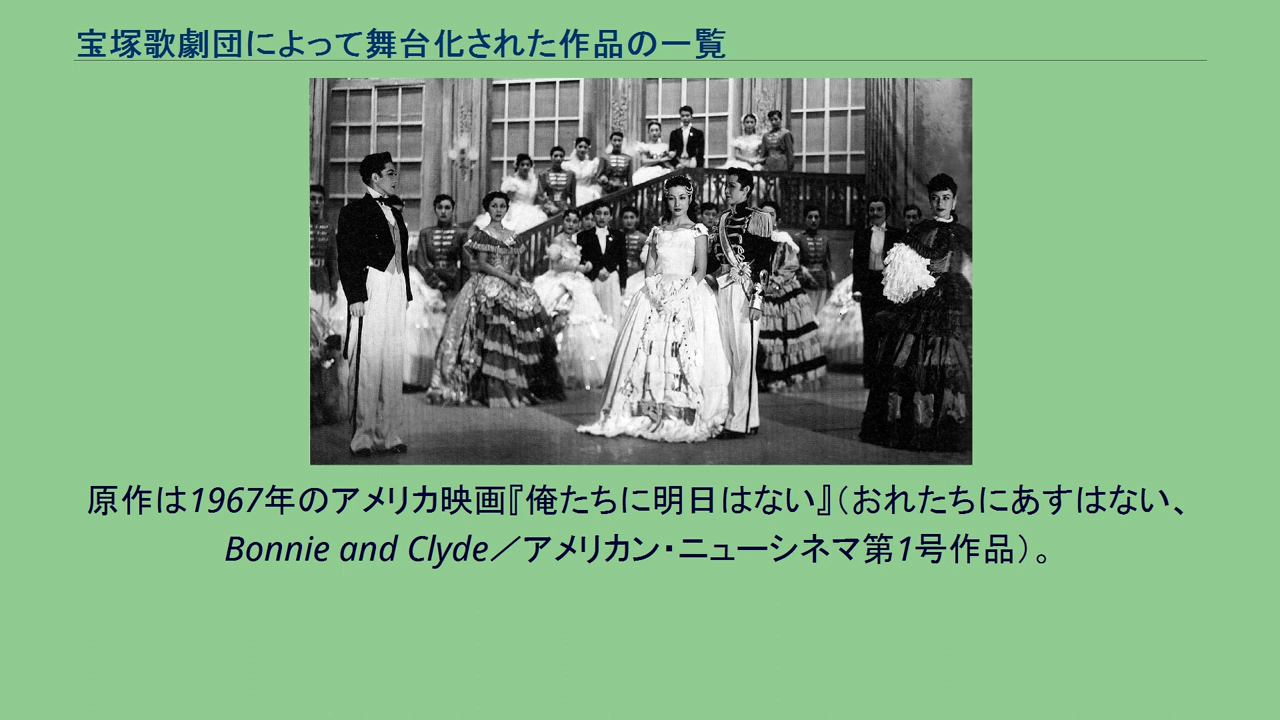 宝塚歌劇団によって舞台化された作品の一覧
原作は1967年のアメリカ映画『俺たちに明日はない』（おれたちにあすはない、
Bonnie and Clyde／アメリカン・ニューシネマ第1号作品）。